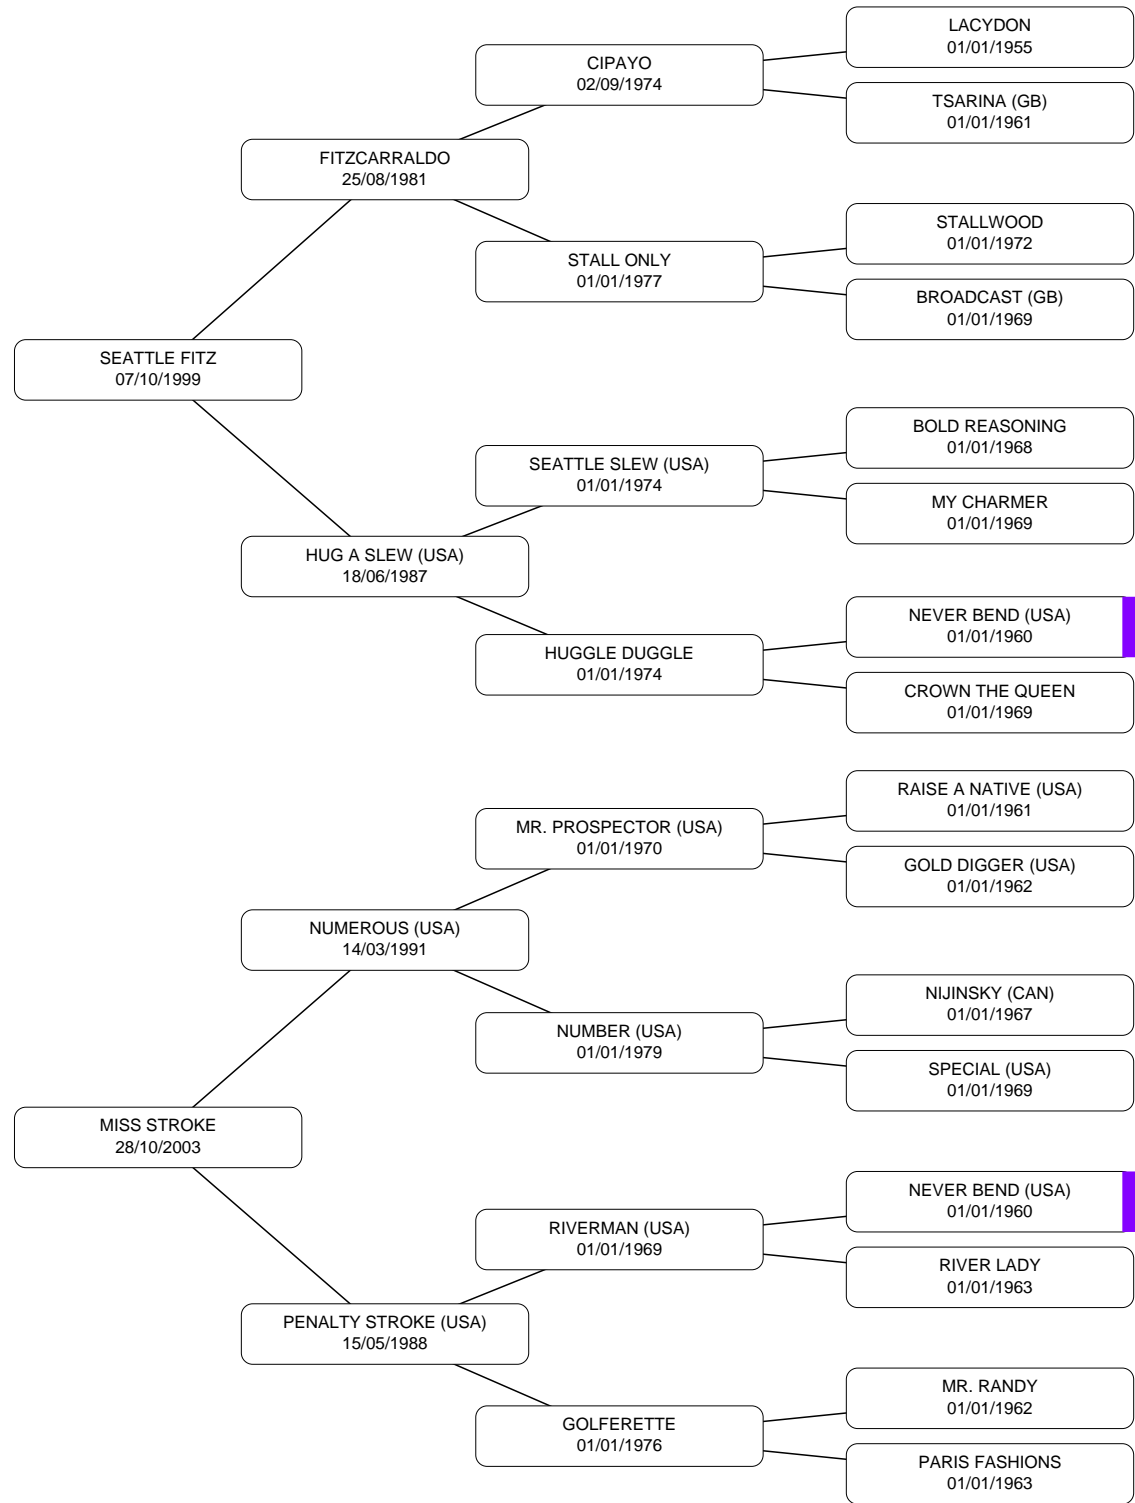 LACYDON
01/01/1955
CIPAYO
02/09/1974
TSARINA (GB)
01/01/1961
FITZCARRALDO
25/08/1981
STALLWOOD
01/01/1972
STALL ONLY
01/01/1977
BROADCAST (GB)
01/01/1969
SEATTLE FITZ
07/10/1999
BOLD REASONING
01/01/1968
SEATTLE SLEW (USA)
01/01/1974
MY CHARMER
01/01/1969
HUG A SLEW (USA)
18/06/1987
NEVER BEND (USA)
01/01/1960
HUGGLE DUGGLE
01/01/1974
CROWN THE QUEEN
01/01/1969
RAISE A NATIVE (USA)
01/01/1961
MR. PROSPECTOR (USA)
01/01/1970
GOLD DIGGER (USA)
01/01/1962
NUMEROUS (USA)
14/03/1991
NIJINSKY (CAN)
01/01/1967
NUMBER (USA)
01/01/1979
SPECIAL (USA)
01/01/1969
MISS STROKE
28/10/2003
NEVER BEND (USA)
01/01/1960
RIVERMAN (USA)
01/01/1969
RIVER LADY
01/01/1963
PENALTY STROKE (USA)
15/05/1988
MR. RANDY
01/01/1962
GOLFERETTE
01/01/1976
PARIS FASHIONS
01/01/1963